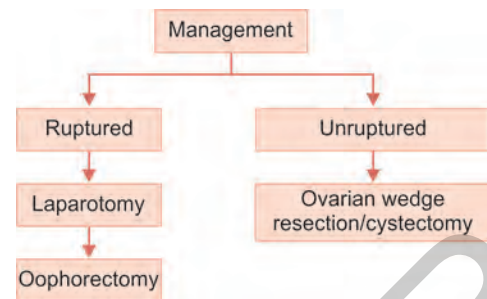 Management
Ruptured
Unruptured
Laparotomy
Ovarian wedge
resection/cystectomy
Oophorectomy